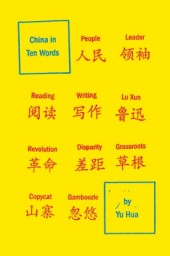 China in
Ten Words
People
人民
Leader
领袖
Reading
阅读
Writing
写作
Lu Xun
鲁迅
Revolution
革命
Disparity
差距
Grassroots
草根
Copycat
山寨
Bamboozle
忽悠
by
Yu Hua